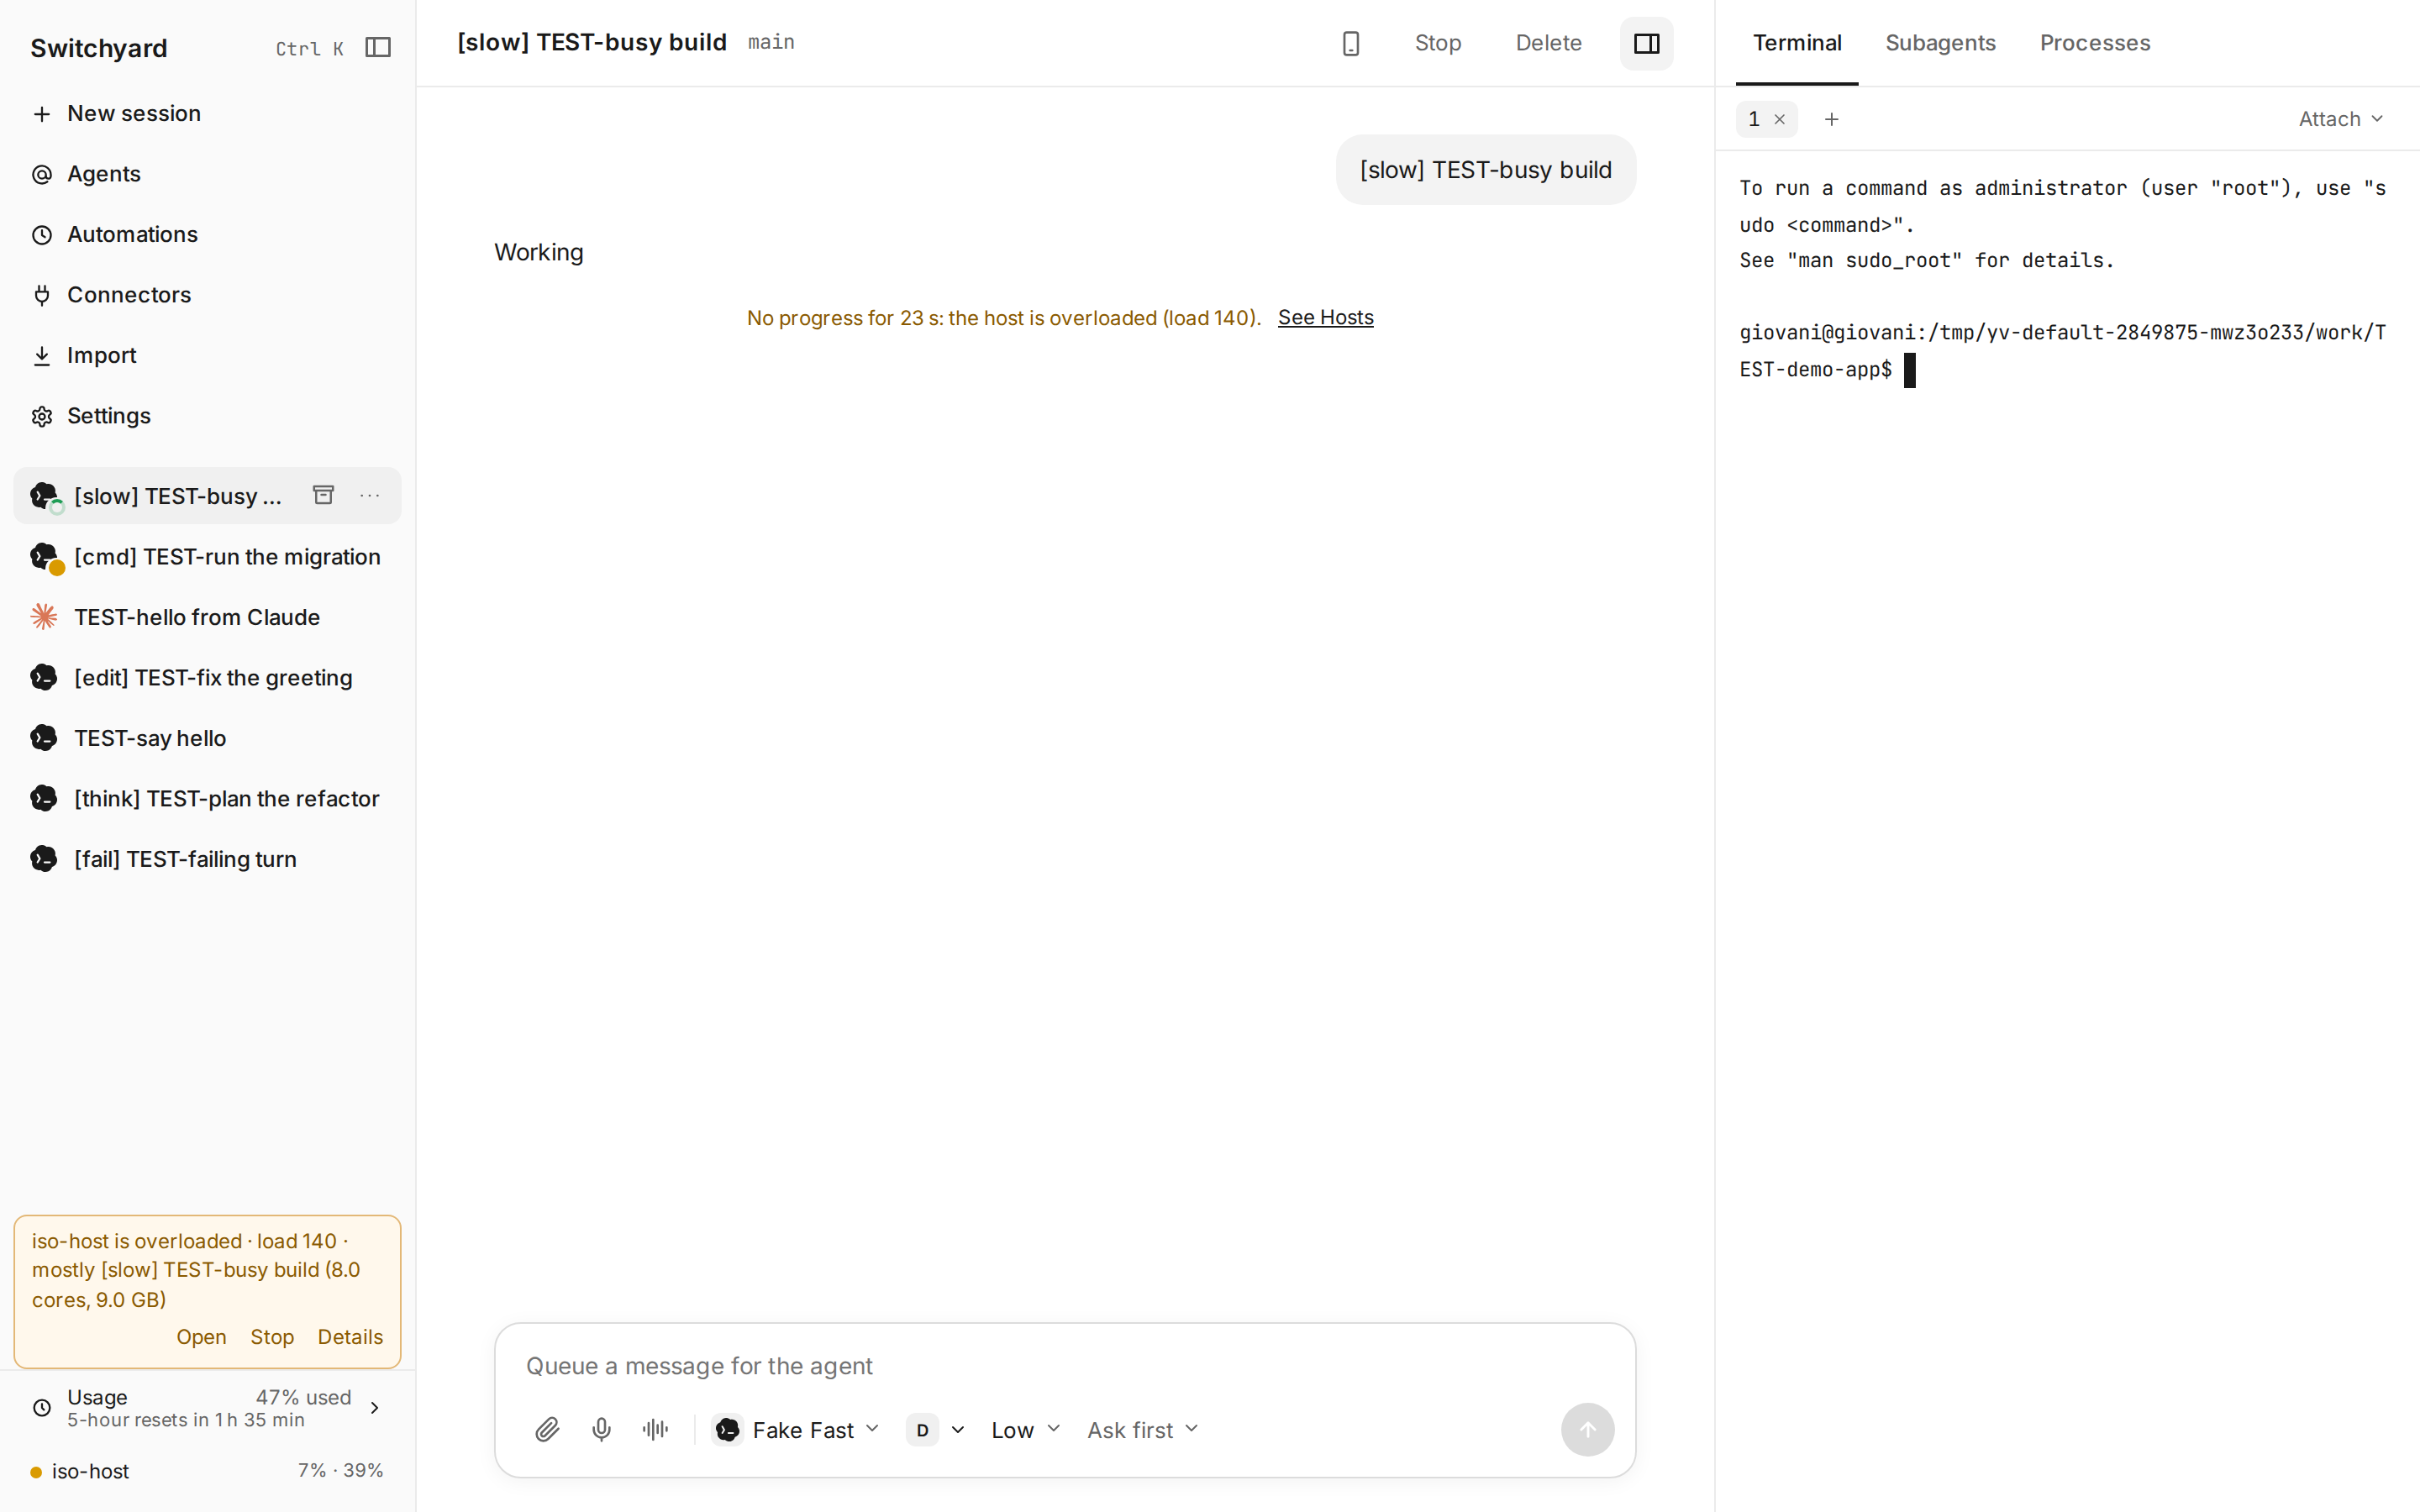 Switchyard
Ctrl K
New session
Agents
Automations
Connectors
Import
Settings
[slow] TEST-busy ...
[cmd] TEST-run the migration
TEST-hello from Claude
[edit] TEST-fix the greeting
TEST-say hello
[think] TEST-plan the refactor
[fail] TEST-failing turn
iso-host is overloaded · load 140 ·
mostly [slow] TEST-busy build (8.0
cores, 9.0 GB)
Open Stop Details
Usage 47% used
5-hour resets in 1 h 35 min
iso-host 7% · 39%
[slow] TEST-busy build main
Stop Delete
[slow] TEST-busy build
Working
No progress for 23 s: the host is overloaded (load 140). See Hosts
Queue a message for the agent
Fake Fast D Low Ask first
Terminal Subagents Processes
1 × + Attach
To run a command as administrator (user "root"), use "s
udo <command>".
See "man sudo_root" for details.
giovani@giovani:/tmp/yv-default-2849875-mwz3o233/work/T
EST-demo-app$